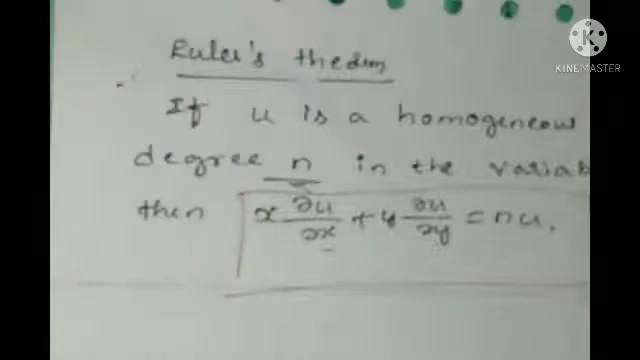 KINEMASTER
Euler's theorem
If u is a homogeneous
degree n in the variab
then x ∂u/∂x + y ∂u/∂y = nu.